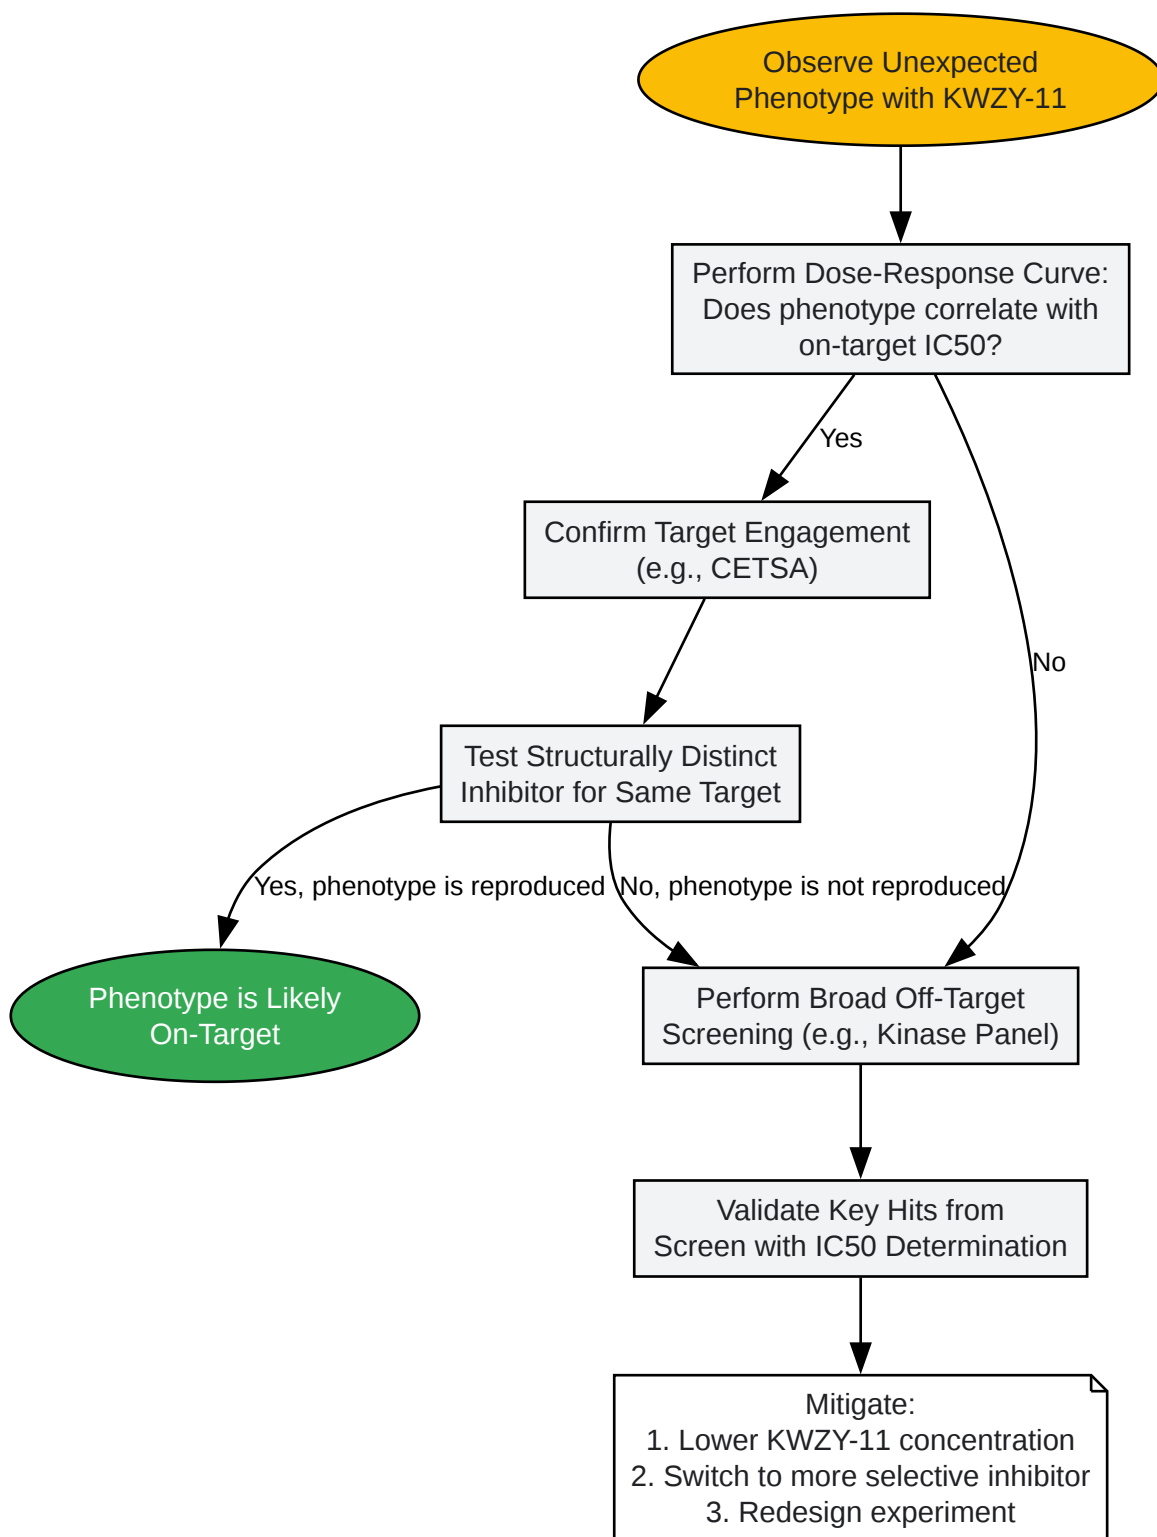 Observe Unexpected
Phenotype with KWZY-11
Perform Dose-Response Curve:
Does phenotype correlate with
on-target IC50?
Yes
Confirm Target Engagement
(e.g., CETSA)
No
Test Structurally Distinct
Inhibitor for Same Target
Yes, phenotype is reproduced
No, phenotype is not reproduced
Phenotype is Likely
On-Target
Perform Broad Off-Target
Screening (e.g., Kinase Panel)
Validate Key Hits from
Screen with IC50 Determination
Mitigate:
1. Lower KWZY-11 concentration
2. Switch to more selective inhibitor
3. Redesign experiment